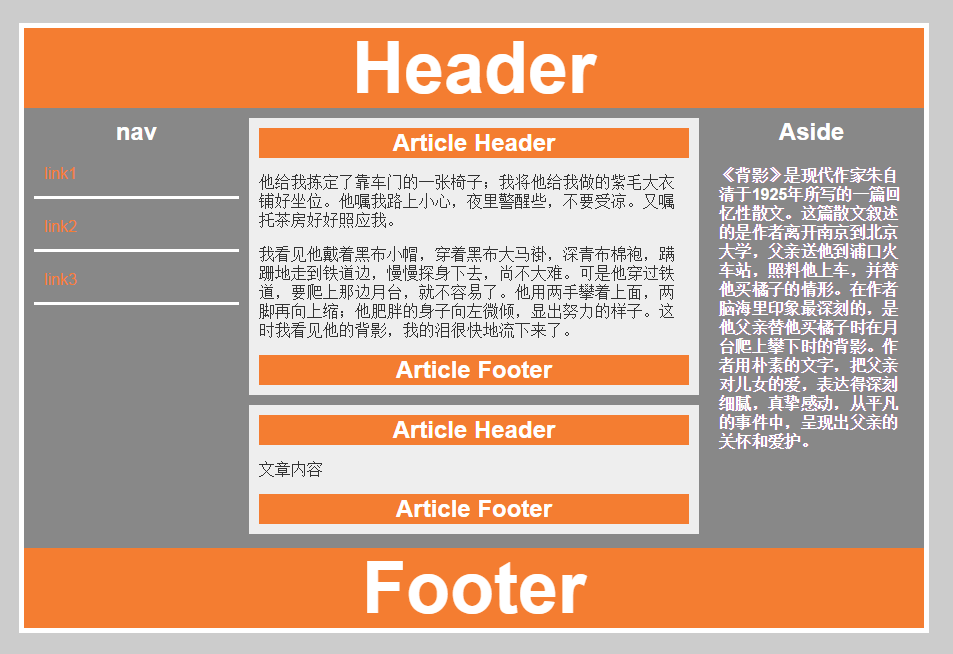 Header
nav
link1
link2
link3
Article Header
他给我拣定了靠车门的一张椅子；我将他给我做的紫毛大衣
铺好坐位。他嘱我路上小心，夜里警醒些，不要受凉。又嘱
托茶房好好照应我。
我看见他戴着黑布小帽，穿着黑布大马褂，深青布棉袍，蹒
跚地走到铁道边，慢慢探身下去，尚不大难。可是他穿过铁
道，要爬上那边月台，就不容易了。他用两手攀着上面，两
脚再向上缩；他肥胖的身子向左微倾，显出努力的样子。这
时我看见他的背影，我的泪很快地流下来了。
Article Footer
Article Header
文章内容
Article Footer
Aside
《背影》是现代作家朱自
清于1925年所写的一篇回
忆性散文。这篇散文叙述
的是作者离开南京到北京
大学，父亲送他到浦口火
车站，照料他上车，并替
他买橘子的情形。在作者
脑海里印象最深刻的，是
他父亲替他买橘子时在月
台爬上攀下时的背影。作
者用朴素的文字，把父亲
对儿女的爱，表达得深刻
细腻，真挚感动，从平凡
的事件中，呈现出父亲的
关怀和爱护。
Footer